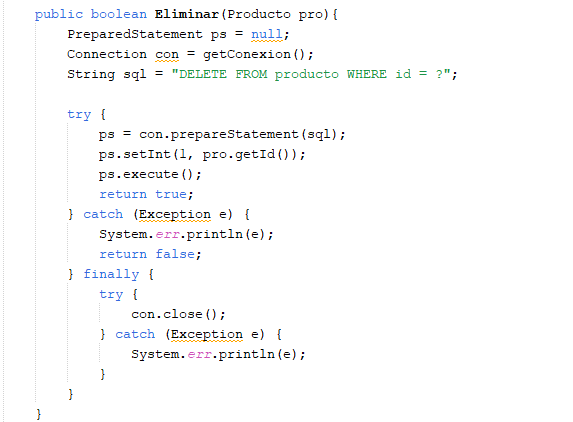 public boolean Eliminar(Producto pro){
PreparedStatement ps = null;
Connection con = getConexion();
String sql = "DELETE FROM producto WHERE id = ?";
try {
ps = con.prepareStatement(sql);
ps.setInt(1, pro.getId());
ps.execute();
return true;
} catch (Exception e) {
System.err.println(e);
return false;
} finally {
try {
con.close();
} catch (Exception e) {
System.err.println(e);
}
}
}